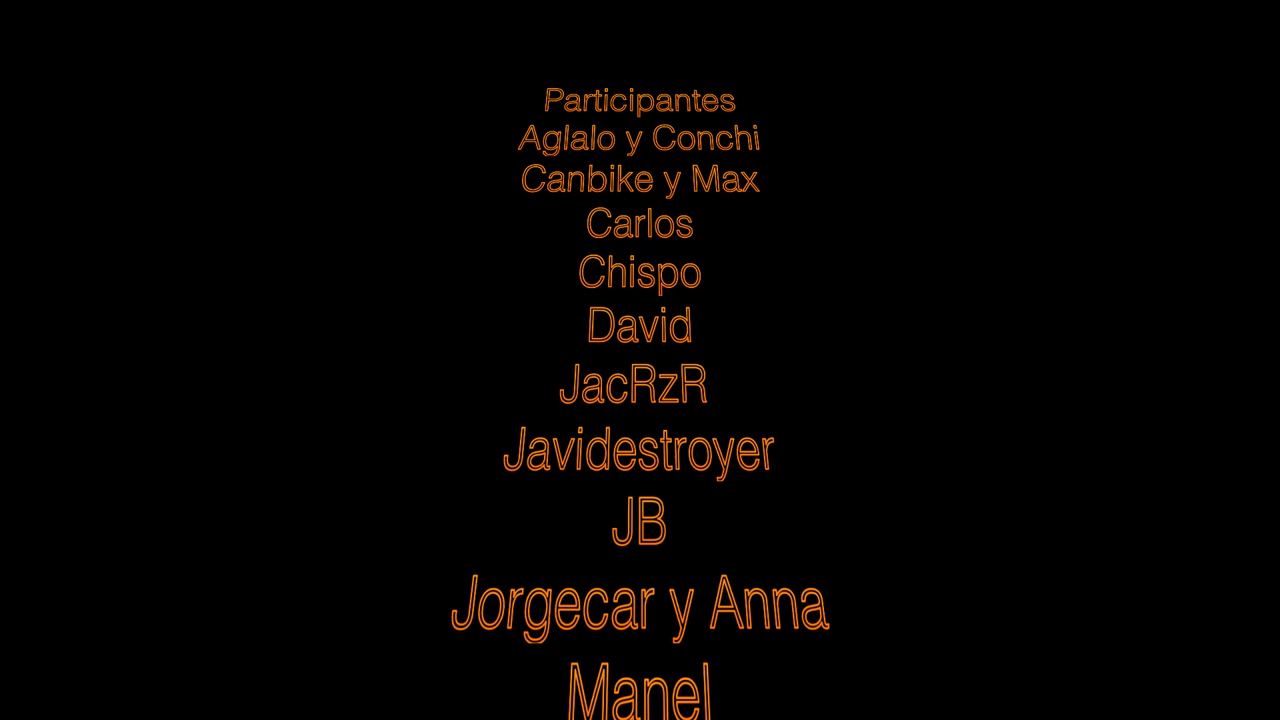 Participantes
Aglalo y Conchi
Canbike y Max
Carlos
Chispo
David
JacRzR
Javidestroyer
JB
Jorgecar y Anna
Manel